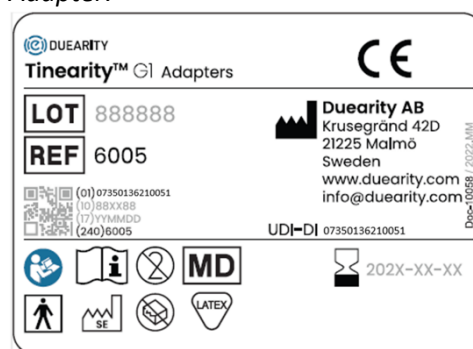 Adapter:
DUEARITY
Tinearity™ G1 Adapters
CE
LOT 888888
REF 6005
Duearity AB
Krusegränd 42D
21225 Malmö
Sweden
www.duearity.com
info@duearity.com
Doc-10058 / 2022.MM
(01)07350136210051
(10)88XX88
(17)YYMMDD
(240)6005
UDI-DI 07350136210051
2
MD
202X-XX-XX
SE
LATEX